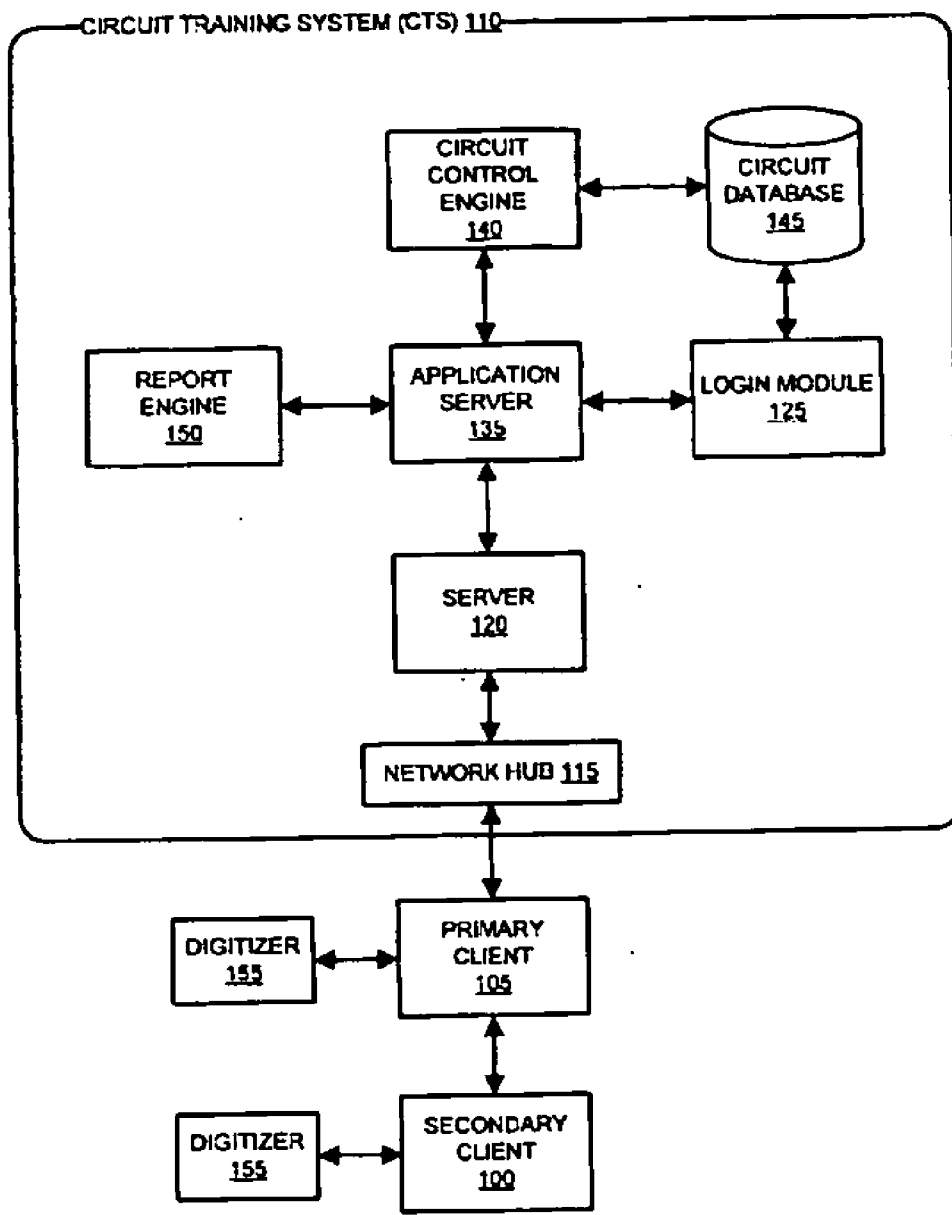 CIRCUIT TRAINING SYSTEM (CTS) 110
CIRCUIT
CONTROL
ENGINE
140
CIRCUIT
DATABASE
145
REPORT
ENGINE
150
APPLICATION
SERVER
135
LOGIN MODULE
125
SERVER
120
NETWORK HUB 115
DIGITIZER
155
PRIMARY
CLIENT
105
DIGITIZER
155
SECONDARY
CLIENT
100